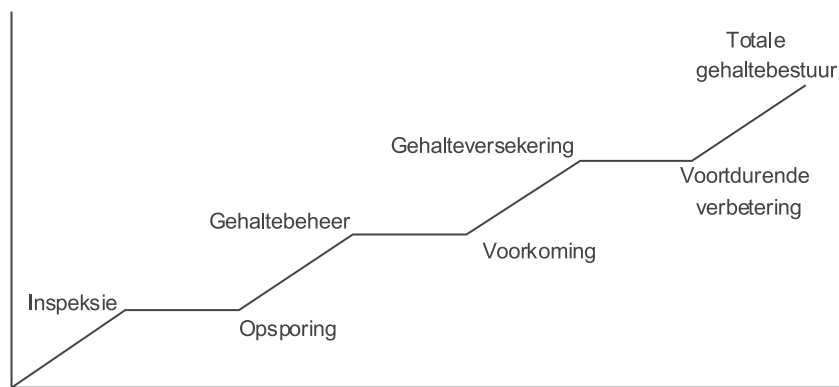 Totale
gehaltebestuur
Gehalteversekering
Voortdurende
verbetering
Gehaltebeheer
Voorkoming
Inspeksie
Opsporing